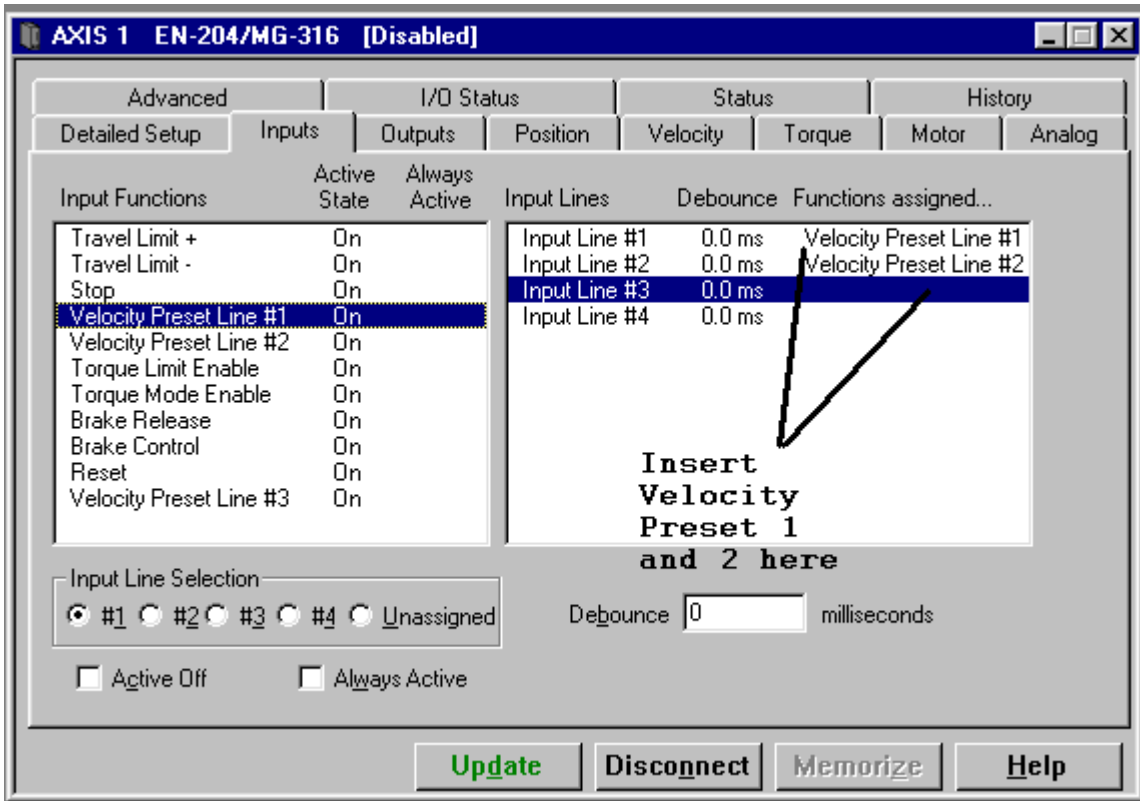 AXIS 1 EN-204/MG-316 [Disabled]
Advanced I/O Status Status History
Detailed Setup Inputs Outputs Position Velocity Torque Motor Analog
Input Functions Active State Always Active
Travel Limit + On
Travel Limit - On
Stop On
Velocity Preset Line #1 On
Velocity Preset Line #2 On
Torque Limit Enable On
Torque Mode Enable On
Brake Release On
Brake Control On
Reset On
Velocity Preset Line #3 On
Input Lines Debounce Functions assigned...
Input Line #1 0.0 ms Velocity Preset Line #1
Input Line #2 0.0 ms Velocity Preset Line #2
Input Line #3 0.0 ms
Input Line #4 0.0 ms
Insert
Velocity
Preset 1
and 2 here
Input Line Selection
#1 #2 #3 #4 Unassigned
Debounce 0 milliseconds
Active Off Always Active
Update Disconnect Memorize Help